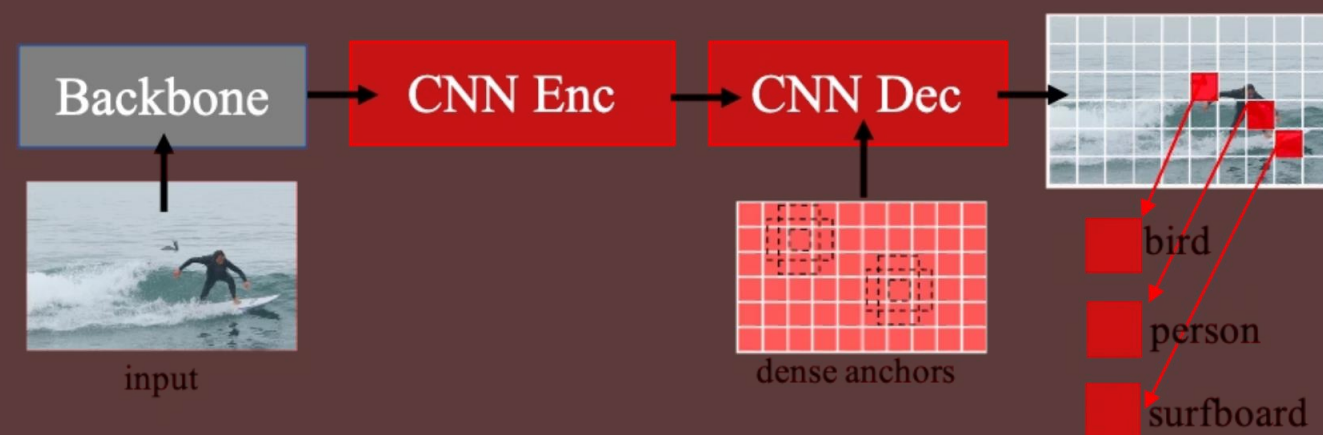 Backbone
CNN Enc
CNN Dec
input
dense anchors
bird
person
surfboard